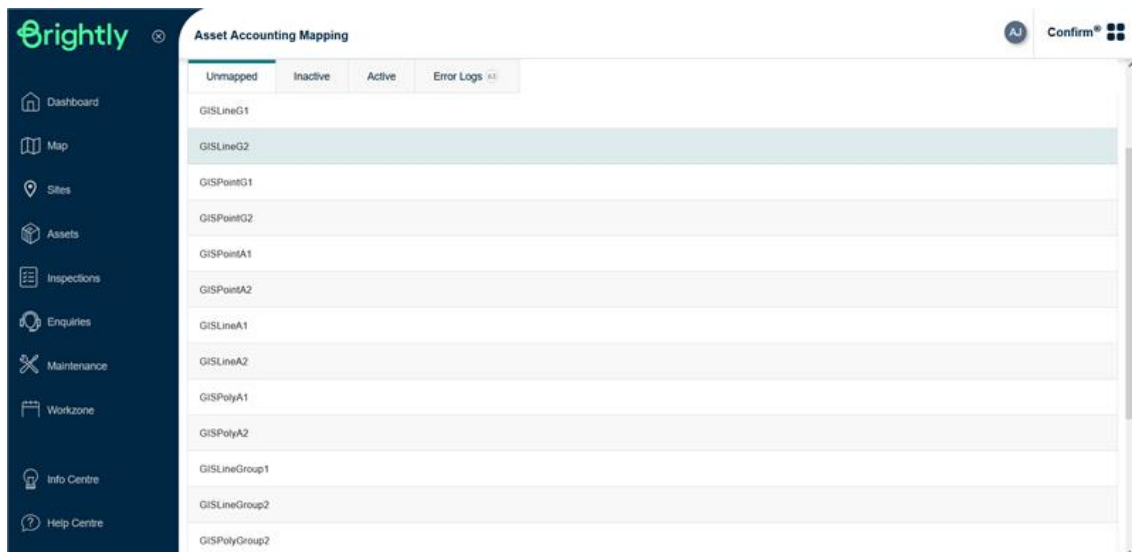 Brightly
Asset Accounting Mapping
AJ
Confirm®
Unmapped
Inactive
Active
Error Logs
Dashboard
Map
Sites
Assets
Inspections
Enquiries
Maintenance
Workzone
Info Centre
Help Centre
GISLineG1
GISLineG2
GISPointG1
GISPointG2
GISPointA1
GISPointA2
GISLineA1
GISLineA2
GISPolyA1
GISPolyA2
GISLineGroup1
GISLineGroup2
GISPolyGroup2